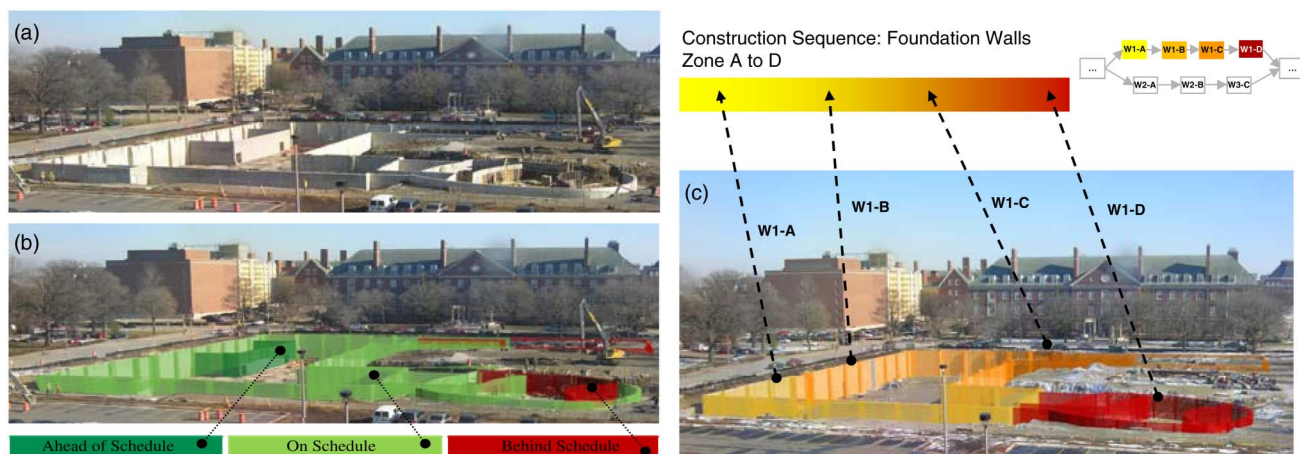 (a)
(b)
Ahead of Schedule
On Schedule
Behind Schedule
Construction Sequence: Foundation Walls
Zone A to D
...
W1-A
W1-B
W1-C
W1-D
...
W2-A
W2-B
W3-C
(c)
W1-A
W1-B
W1-C
W1-D